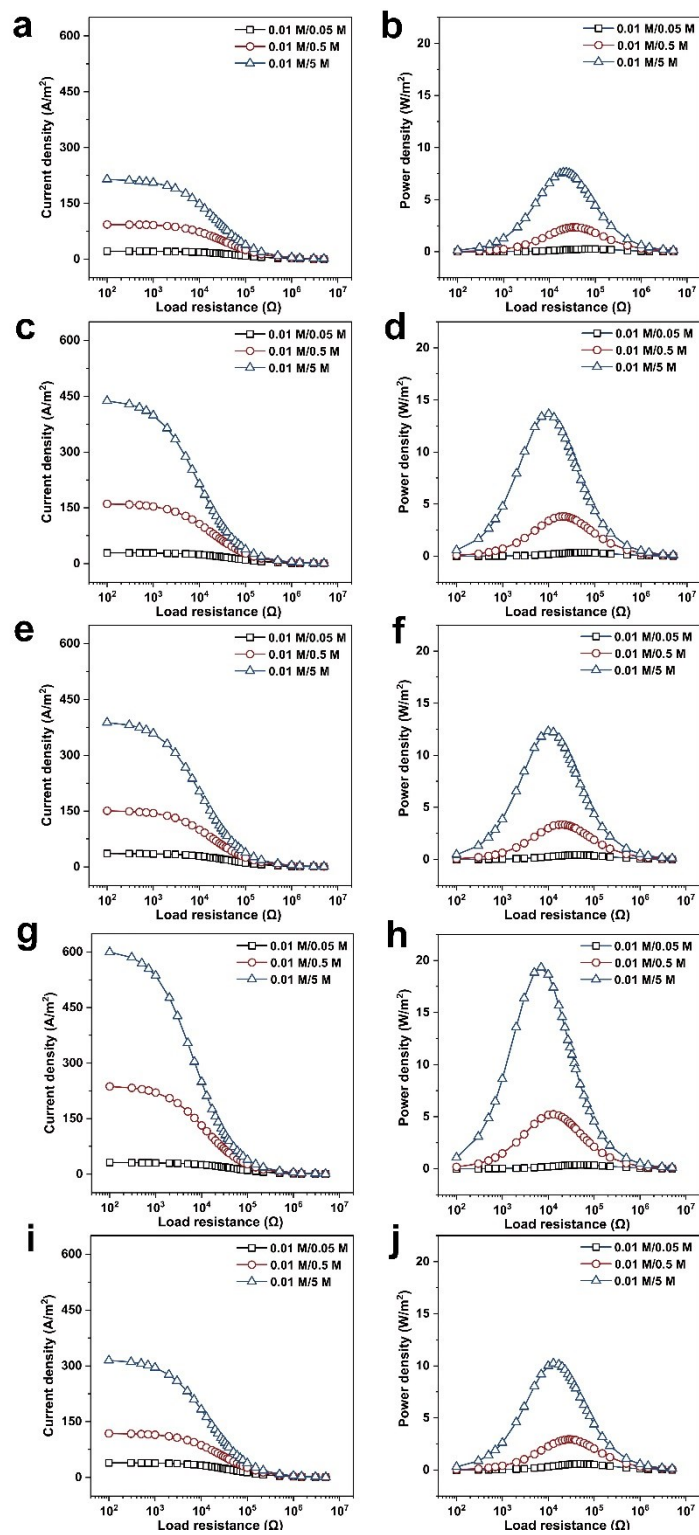 a
600
450
300
150
0
Current density (A/m²)
0.01 M/0.05 M
0.01 M/0.5 M
0.01 M/5 M
10² 10³ 10⁴ 10⁵ 10⁶ 10⁷
Load resistance (Ω)
b
20
15
10
5
0
Power density (W/m²)
0.01 M/0.05 M
0.01 M/0.5 M
0.01 M/5 M
10² 10³ 10⁴ 10⁵ 10⁶ 10⁷
Load resistance (Ω)
c
600
450
300
150
0
Current density (A/m²)
0.01 M/0.05 M
0.01 M/0.5 M
0.01 M/5 M
10² 10³ 10⁴ 10⁵ 10⁶ 10⁷
Load resistance (Ω)
d
20
15
10
5
0
Power density (W/m²)
0.01 M/0.05 M
0.01 M/0.5 M
0.01 M/5 M
10² 10³ 10⁴ 10⁵ 10⁶ 10⁷
Load resistance (Ω)
e
600
450
300
150
0
Current density (A/m²)
0.01 M/0.05 M
0.01 M/0.5 M
0.01 M/5 M
10² 10³ 10⁴ 10⁵ 10⁶ 10⁷
Load resistance (Ω)
f
20
15
10
5
0
Power density (W/m²)
0.01 M/0.05 M
0.01 M/0.5 M
0.01 M/5 M
10² 10³ 10⁴ 10⁵ 10⁶ 10⁷
Load resistance (Ω)
g
600
450
300
150
0
Current density (A/m²)
0.01 M/0.05 M
0.01 M/0.5 M
0.01 M/5 M
10² 10³ 10⁴ 10⁵ 10⁶ 10⁷
Load resistance (Ω)
h
20
15
10
5
0
Power density (W/m²)
0.01 M/0.05 M
0.01 M/0.5 M
0.01 M/5 M
10² 10³ 10⁴ 10⁵ 10⁶ 10⁷
Load resistance (Ω)
i
600
450
300
150
0
Current density (A/m²)
0.01 M/0.05 M
0.01 M/0.5 M
0.01 M/5 M
10² 10³ 10⁴ 10⁵ 10⁶ 10⁷
Load resistance (Ω)
j
20
15
10
5
0
Power density (W/m²)
0.01 M/0.05 M
0.01 M/0.5 M
0.01 M/5 M
10² 10³ 10⁴ 10⁵ 10⁶ 10⁷
Load resistance (Ω)